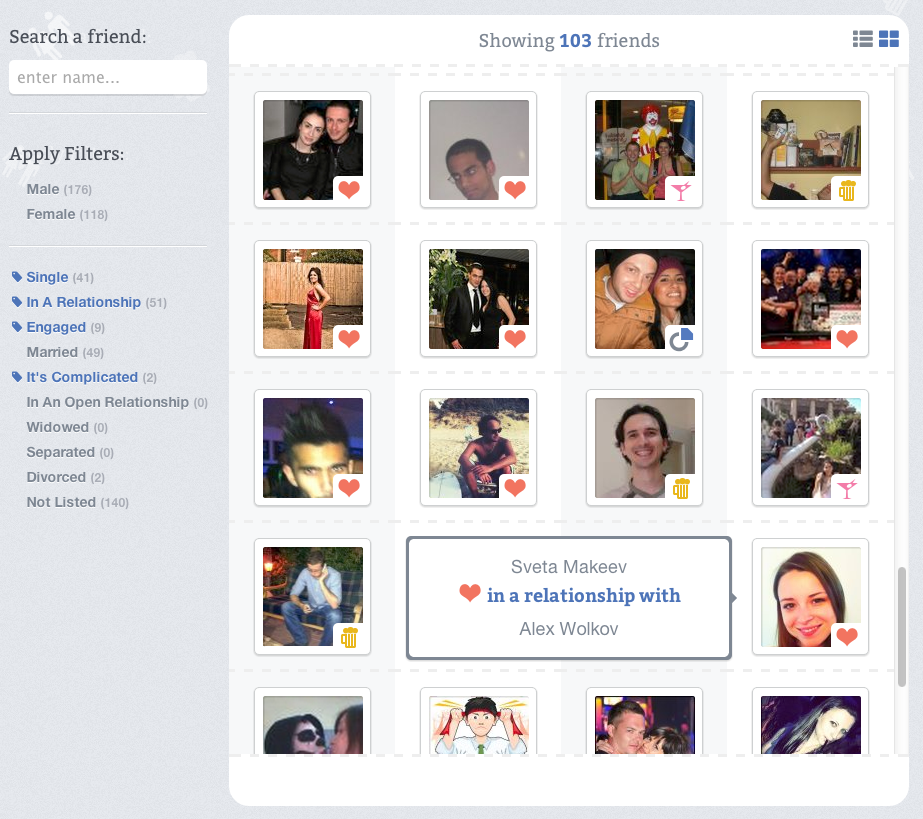 Search a friend:
enter name...
Apply Filters:
Male (176)
Female (118)
Single (41)
In A Relationship (51)
Engaged (9)
Married (49)
It's Complicated (2)
In An Open Relationship (0)
Widowed (0)
Separated (0)
Divorced (2)
Not Listed (140)
Showing 103 friends
Sveta Makeev
in a relationship with
Alex Wolkov